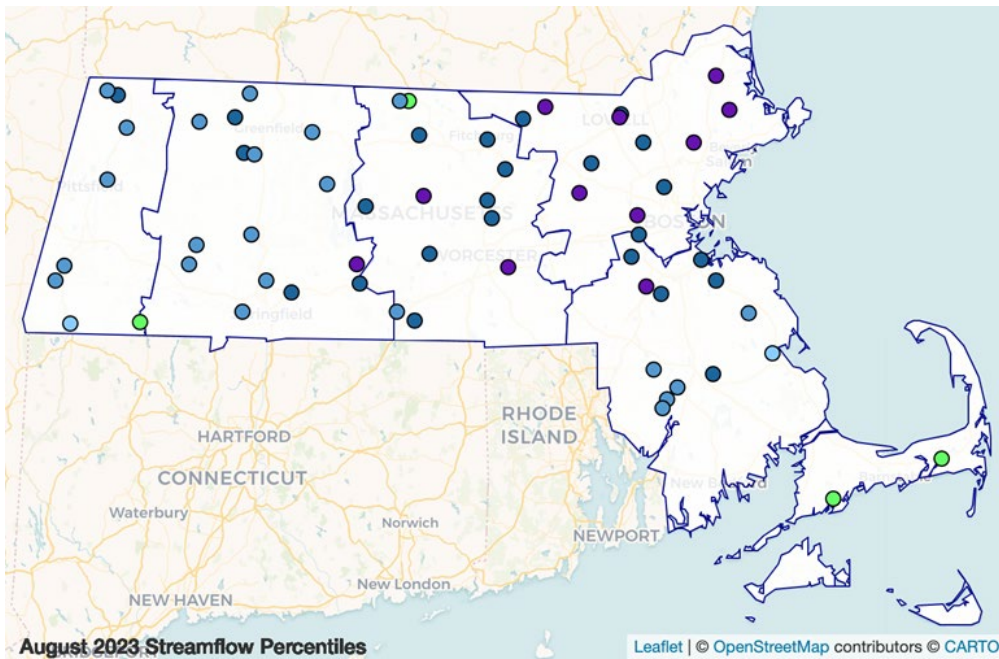 Greenfield
Fitchburg
LOWELL
Salem
Pittsfield
MASSACHUSETTS
BOSTON
WORCESTER
Springfield
RHODE
ISLAND
HARTFORD
CONNECTICUT
New Bedford
Waterbury
Norwich
NEWPORT
New London
NEW HAVEN
August 2023 Streamflow Percentiles
Leaflet | © OpenStreetMap contributors © CARTO
BRIDGEPORT